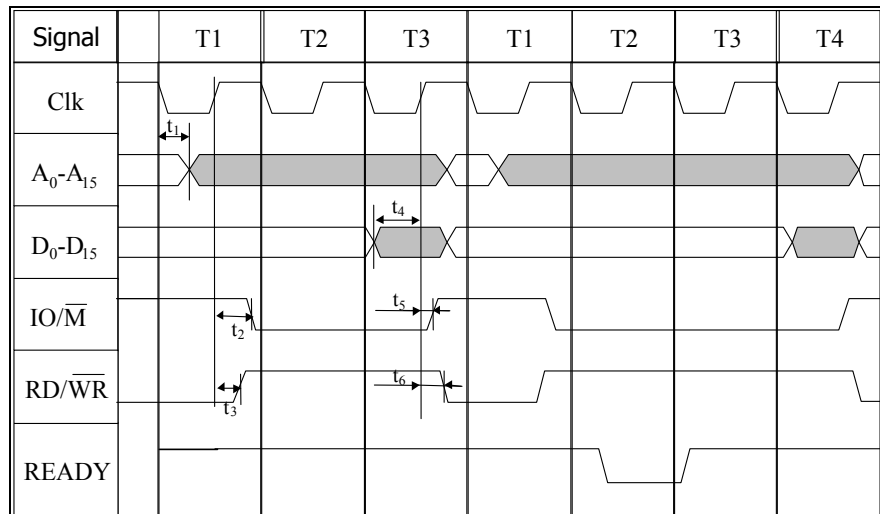 Signal T1 T2 T3 T1 T2 T3 T4
Clk
t₁
A₀-A₁₅
t₄
D₀-D₁₅
IO/M̅
t₅
t₂
RD/W̅R̅
t₆
t₃
READY